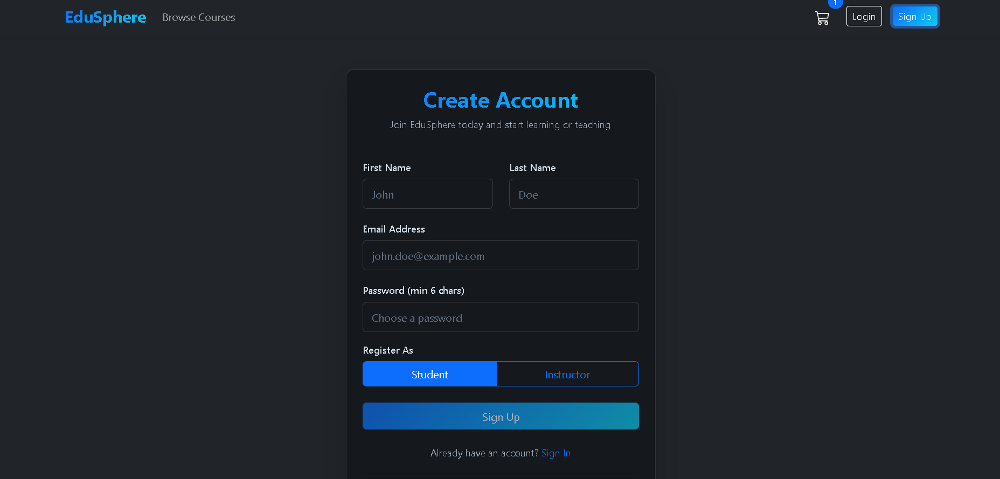 EduSphere Browse Courses 1 Login Sign Up
Create Account
Join EduSphere today and start learning or teaching
First Name Last Name
John Doe
Email Address
john.doe@example.com
Password (min 6 chars)
Choose a password
Register As
Student Instructor
Sign Up
Already have an account? Sign In